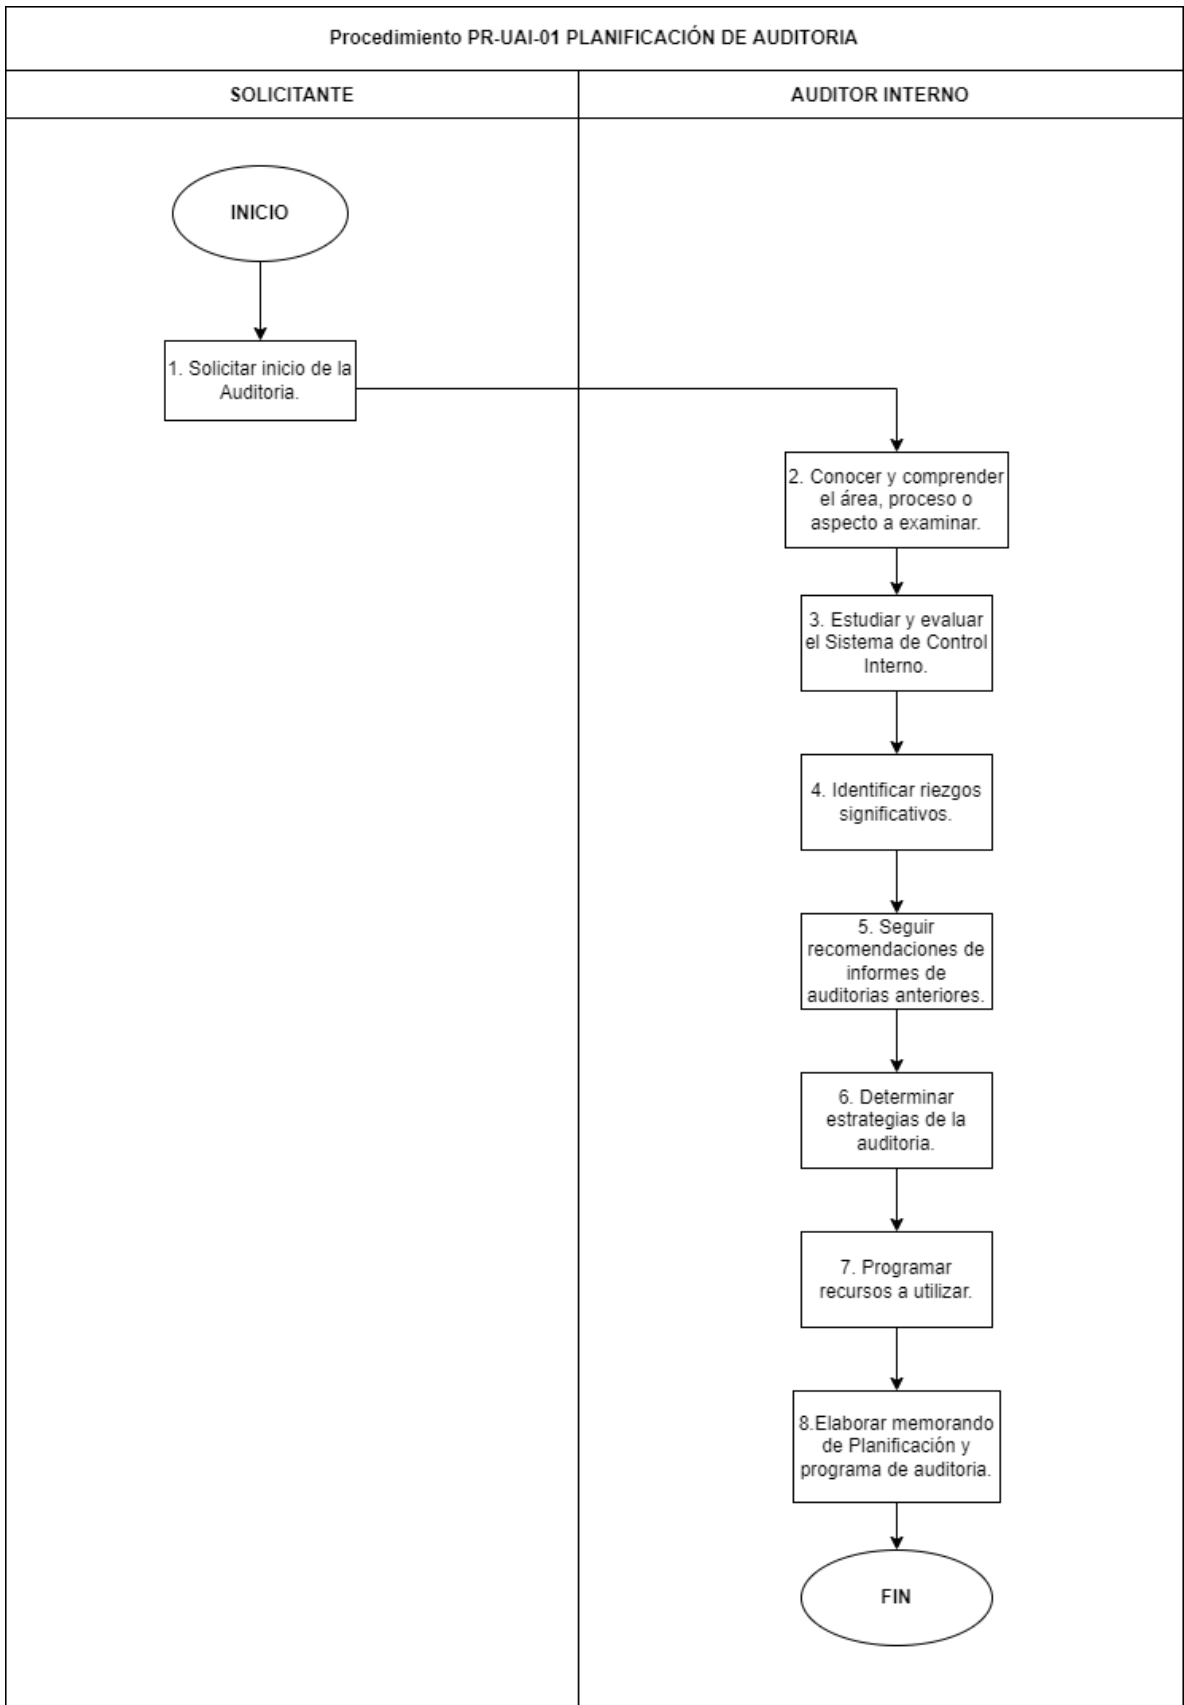 Procedimiento PR-UAI-01 PLANIFICACIÓN DE AUDITORIA
SOLICITANTE
AUDITOR INTERNO
INICIO
1. Solicitar inicio de la
Auditoria.
2. Conocer y comprender
el área, proceso o
aspecto a examinar.
3. Estudiar y evaluar
el Sistema de Control
Interno.
4. Identificar riezgos
significativos.
5. Seguir
recomendaciones de
informes de
auditorias anteriores.
6. Determinar
estrategias de la
auditoria.
7. Programar
recursos a utilizar.
8.Elaborar memorando
de Planificación y
programa de auditoria.
FIN